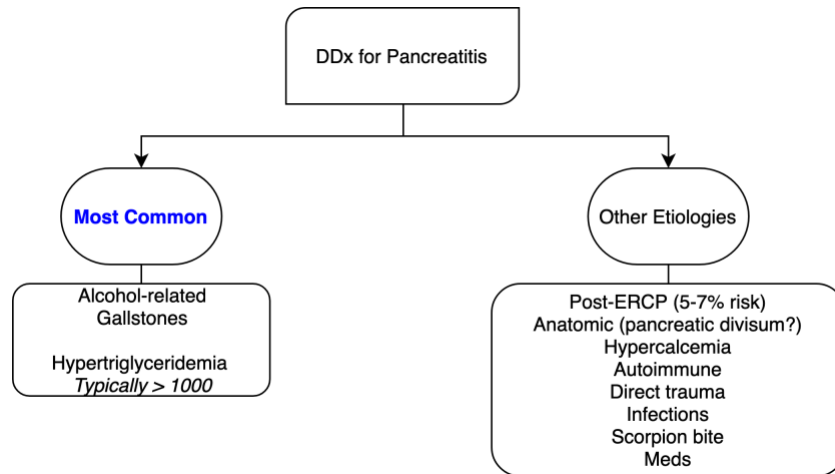 DDx for Pancreatitis
Most Common
Alcohol-related
Gallstones
Hypertriglyceridemia
Typically > 1000
Other Etiologies
Post-ERCP (5-7% risk)
Anatomic (pancreatic divisum?)
Hypercalcemia
Autoimmune
Direct trauma
Infections
Scorpion bite
Meds